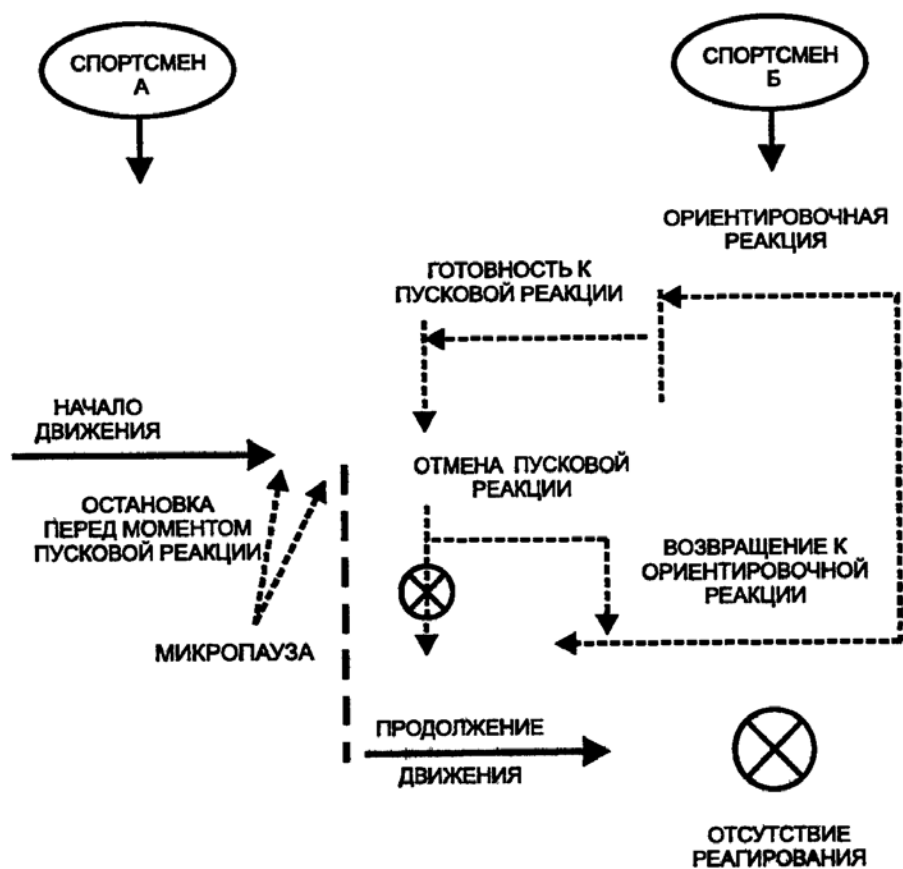 СПОРТСМЕН
А
СПОРТСМЕН
Б
ОРИЕНТИРОВОЧНАЯ
РЕАКЦИЯ
ГОТОВНОСТЬ К
ПУСКОВОЙ РЕАКЦИИ
НАЧАЛО
ДВИЖЕНИЯ
ОТМЕНА ПУСКОВОЙ
РЕАКЦИИ
ОСТАНОВКА
ПЕРЕД МОМЕНТОМ
ПУСКОВОЙ РЕАКЦИИ
ВОЗВРАЩЕНИЕ К
ОРИЕНТИРОВОЧНОЙ
РЕАКЦИИ
МИКРОПАУЗА
ПРОДОЛЖЕНИЕ
ДВИЖЕНИЯ
ОТСУТСТВИЕ
РЕАГИРОВАНИЯ